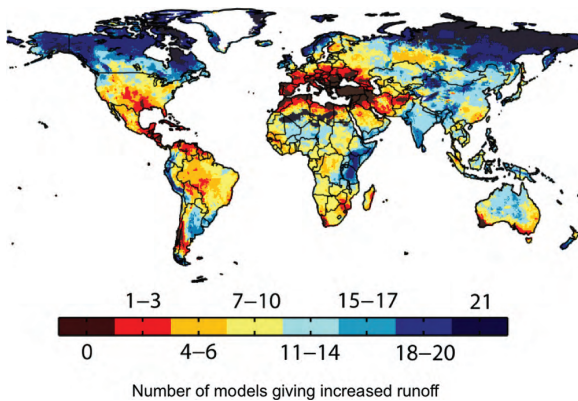 1–3 7–10 15–17 21
0 4–6 11–14 18–20
Number of models giving increased runoff